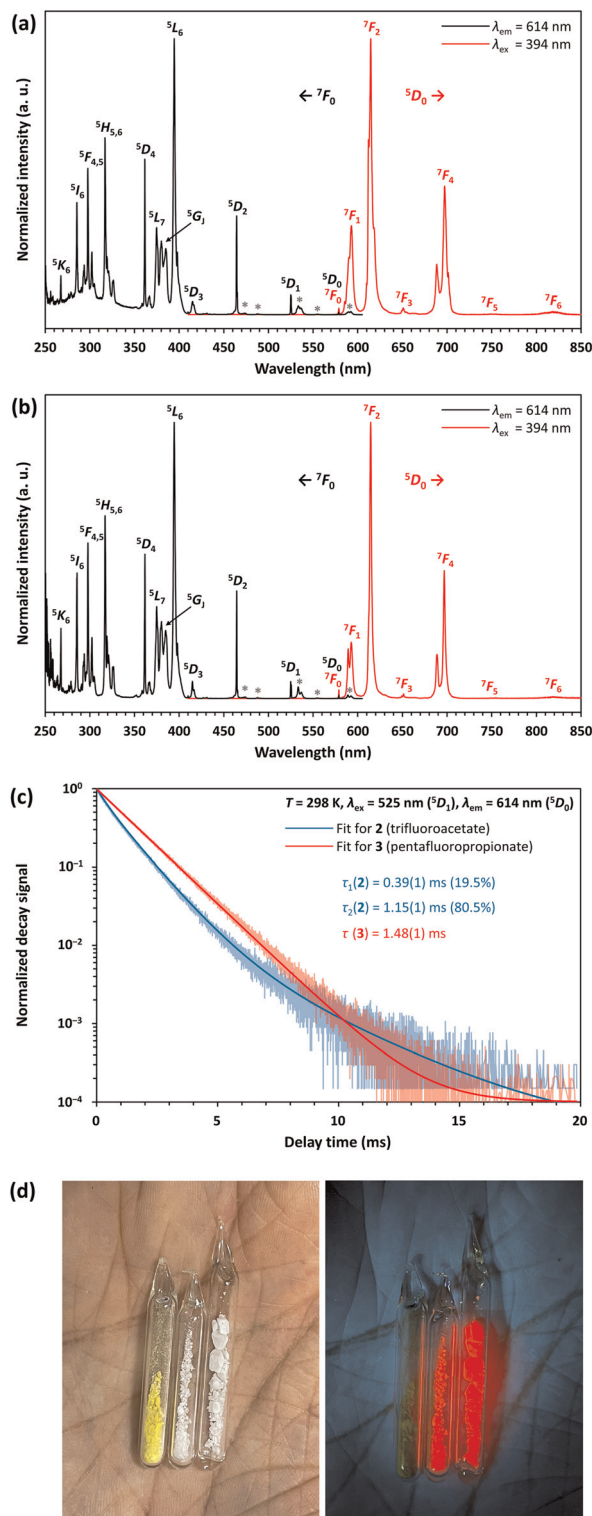 (a)
Normalized intensity (a. u.)
λem = 614 nm
λex = 394 nm
⁵L₆
⁷F₂
← ⁷F₀
⁵D₀ →
⁵H₅,₆
⁵F₄,₅
⁵D₄
⁵I₆
⁵L₇
⁵GJ
⁵D₂
⁷F₁
⁷F₄
⁵K₆
⁵D₃
⁵D₁
⁵D₀
⁷F₀
* * * * *
⁷F₃
⁷F₅
⁷F₆
250 300 350 400 450 500 550 600 650 700 750 800 850
Wavelength (nm)
(b)
Normalized intensity (a. u.)
λem = 614 nm
λex = 394 nm
⁵L₆
⁷F₂
← ⁷F₀
⁵D₀ →
⁵H₅,₆
⁵F₄,₅
⁵D₄
⁵I₆
⁵L₇
⁵GJ
⁵D₂
⁷F₁
⁷F₄
⁵K₆
⁵D₃
⁵D₁
⁵D₀
⁷F₀
* * * * *
⁷F₃
⁷F₅
⁷F₆
250 300 350 400 450 500 550 600 650 700 750 800 850
Wavelength (nm)
(c)
Normalized decay signal
10⁰
10⁻¹
10⁻²
10⁻³
10⁻⁴
T = 298 K, λex = 525 nm (⁵D₁), λem = 614 nm (⁵D₀)
Fit for 2 (trifluoroacetate)
Fit for 3 (pentafluoropropionate)
τ₁(2) = 0.39(1) ms (19.5%)
τ₂(2) = 1.15(1) ms (80.5%)
τ (3) = 1.48(1) ms
0 5 10 15 20
Delay time (ms)
(d)